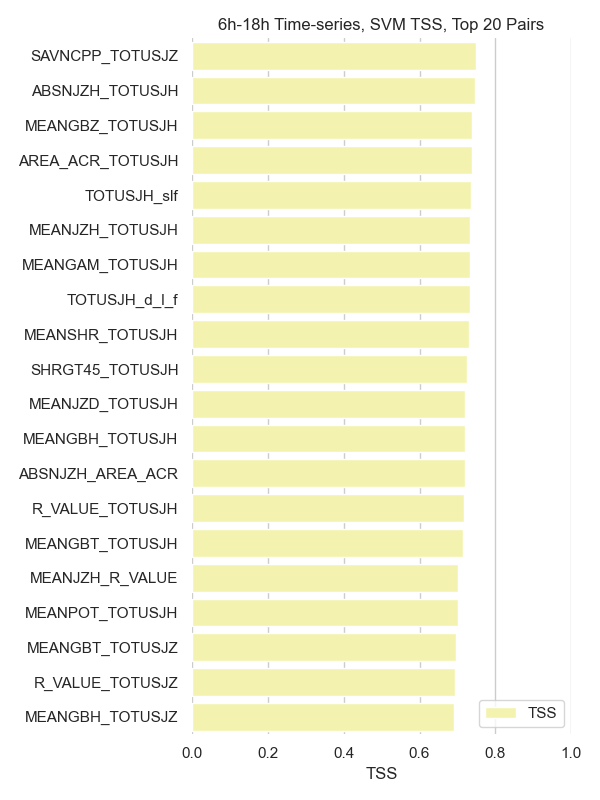 6h-18h Time-series, SVM TSS, Top 20 Pairs
SAVNCPP_TOTUSJZ
ABSNJZH_TOTUSJH
MEANGBZ_TOTUSJH
AREA_ACR_TOTUSJH
TOTUSJH_slf
MEANJZH_TOTUSJH
MEANGAM_TOTUSJH
TOTUSJH_d_l_f
MEANSHR_TOTUSJH
SHRGT45_TOTUSJH
MEANJZD_TOTUSJH
MEANGBH_TOTUSJH
ABSNJZH_AREA_ACR
R_VALUE_TOTUSJH
MEANGBT_TOTUSJH
MEANJZH_R_VALUE
MEANPOT_TOTUSJH
MEANGBT_TOTUSJZ
R_VALUE_TOTUSJZ
MEANGBH_TOTUSJZ
TSS
0.0 0.2 0.4 0.6 0.8 1.0
TSS